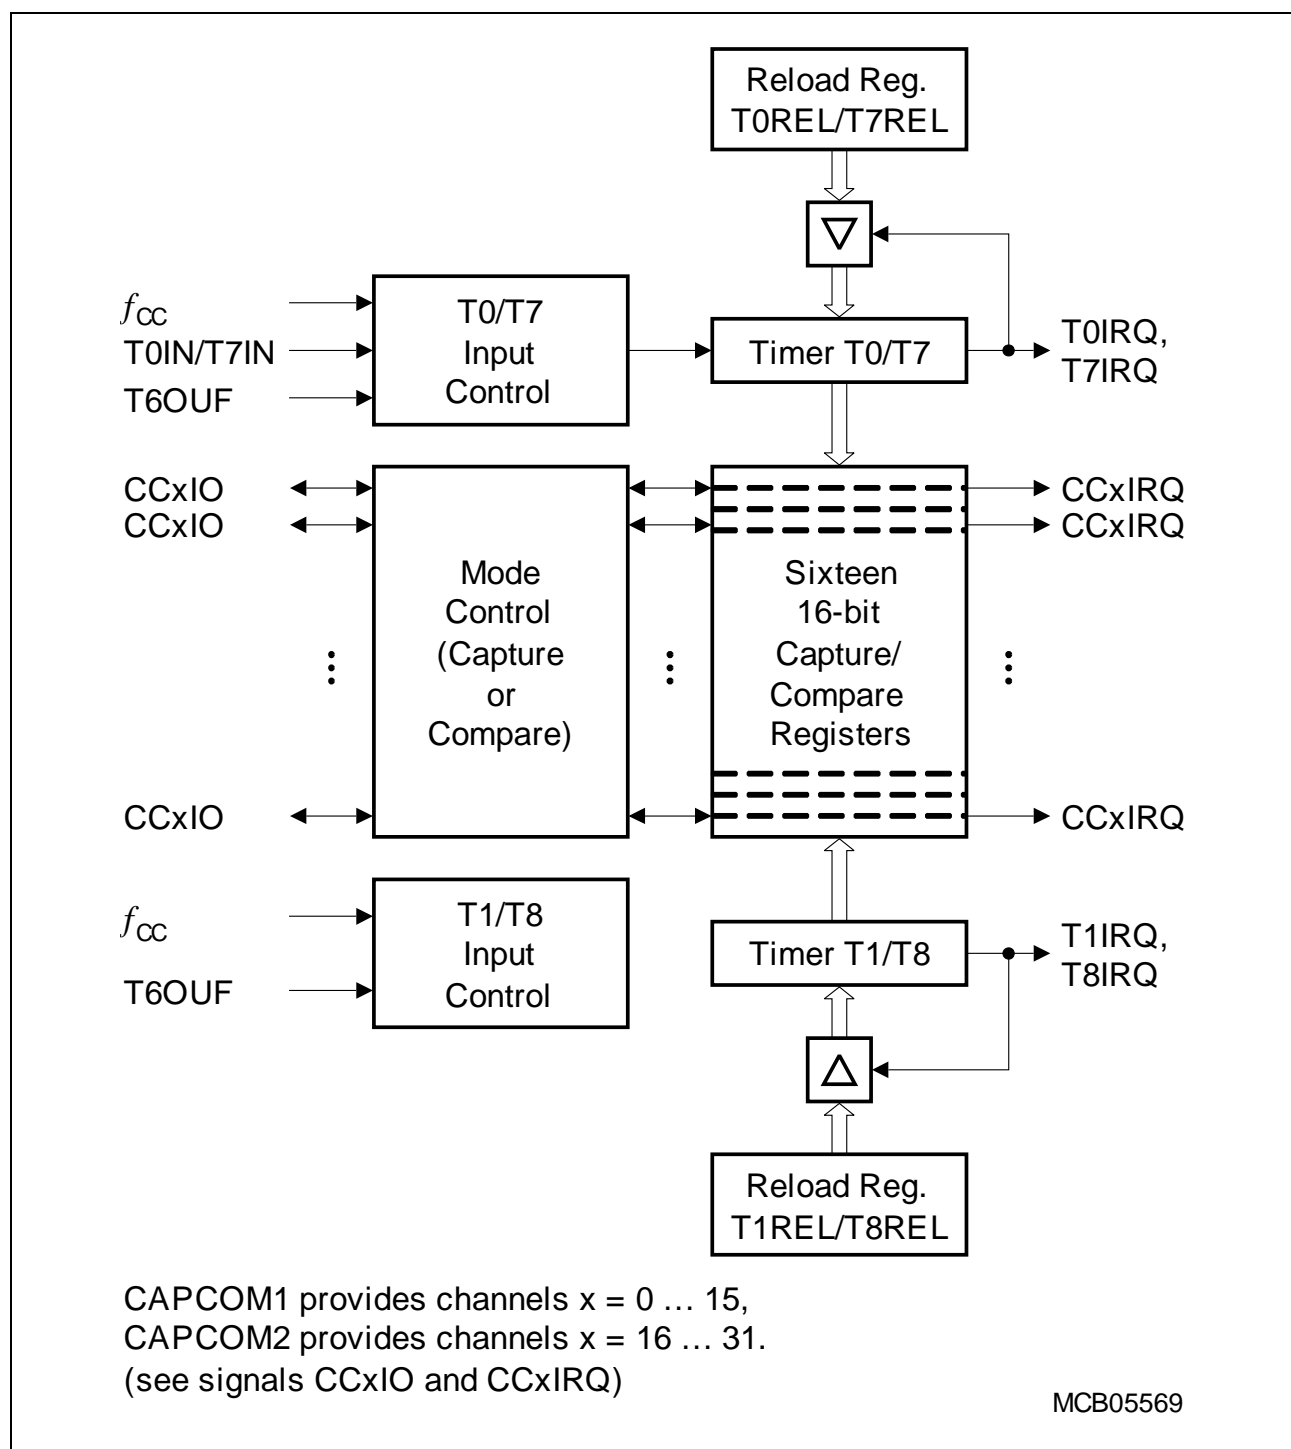 Reload Reg.
T0REL/T7REL
fCC
T0IN/T7IN
T6OUF
T0/T7
Input
Control
Timer T0/T7
T0IRQ,
T7IRQ
CCxIO
CCxIO
CCxIO
Mode
Control
(Capture
or
Compare)
Sixteen
16-bit
Capture/
Compare
Registers
CCxIRQ
CCxIRQ
CCxIRQ
fCC
T6OUF
T1/T8
Input
Control
Timer T1/T8
T1IRQ,
T8IRQ
Reload Reg.
T1REL/T8REL
CAPCOM1 provides channels x = 0 … 15,
CAPCOM2 provides channels x = 16 … 31.
(see signals CCxIO and CCxIRQ)
MCB05569